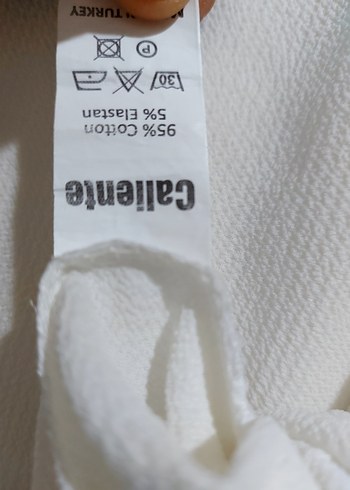 Caliente
95% Cotton
5% Elastan
30
P
TURKEY